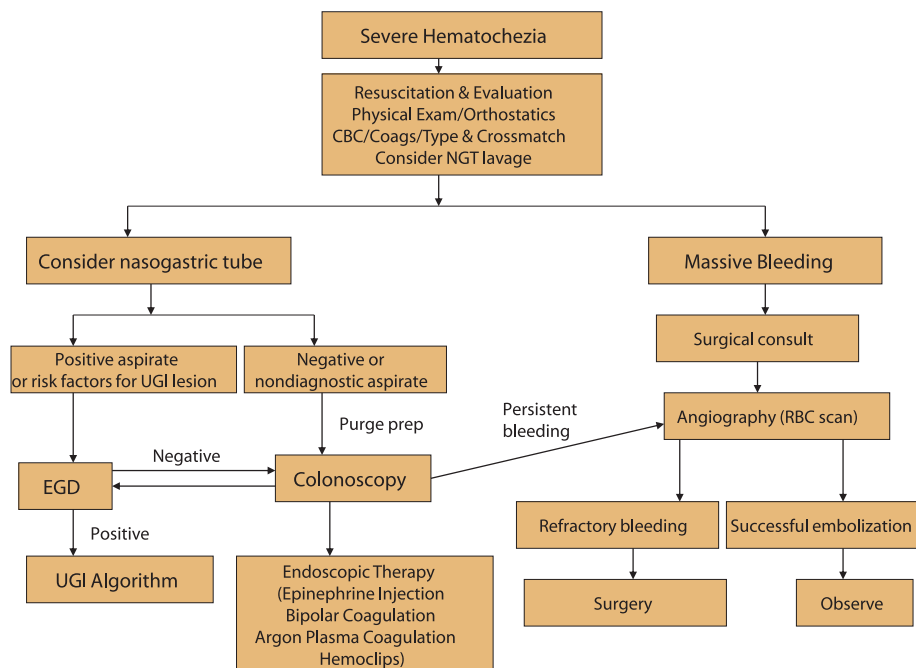 Severe Hematochezia
Resuscitation & Evaluation
Physical Exam/Orthostatics
CBC/Coags/Type & Crossmatch
Consider NGT lavage
Consider nasogastric tube
Massive Bleeding
Positive aspirate
or risk factors for UGI lesion
Negative or
nondiagnostic aspirate
Surgical consult
Purge prep
Persistent
bleeding
Angiography (RBC scan)
Negative
EGD
Colonoscopy
Positive
Refractory bleeding
Successful embolization
UGI Algorithm
Endoscopic Therapy
(Epinephrine Injection
Bipolar Coagulation
Argon Plasma Coagulation
Hemoclips)
Surgery
Observe